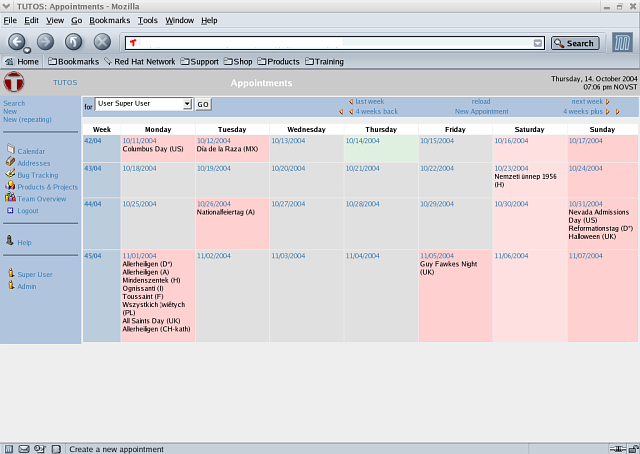 TUTOS: Appointments - Mozilla
File Edit View Go Bookmarks Tools Window Help
Search
Home Bookmarks Red Hat Network Support Shop Products Training
TUTOS Appointments Thursday, 14. October 2004
07:06 pm NOVST
Search
New
New (repeating)
Calendar
Addresses
Bug Tracking
Products & Projects
Team Overview
Logout
Help
Super User
Admin
for User Super User GO last week reload next week
4 weeks back New Appointment 4 weeks plus
Week Monday Tuesday Wednesday Thursday Friday Saturday Sunday
42/04 10/11/2004 10/12/2004 10/13/2004 10/14/2004 10/15/2004 10/16/2004 10/17/2004
Columbus Day (US) Día de la Raza (MX)
43/04 10/18/2004 10/19/2004 10/20/2004 10/21/2004 10/22/2004 10/23/2004 10/24/2004
Nemzeti ünnep 1956
(H)
44/04 10/25/2004 10/26/2004 10/27/2004 10/28/2004 10/29/2004 10/30/2004 10/31/2004
Nationalfeiertag (A) Nevada Admissions
Day (US)
Reformationstag (D*)
Halloween (UK)
45/04 11/01/2004 11/02/2004 11/03/2004 11/04/2004 11/05/2004 11/06/2004 11/07/2004
Allerheiligen (D*) Guy Fawkes Night
Allerheiligen (A) (UK)
Mindenszentek (H)
Ognissanti (I)
Toussaint (F)
Wszystkich ¦wiêtych
(PL)
All Saints Day (UK)
Allerheiligen (CH-kath)
Create a new appointment